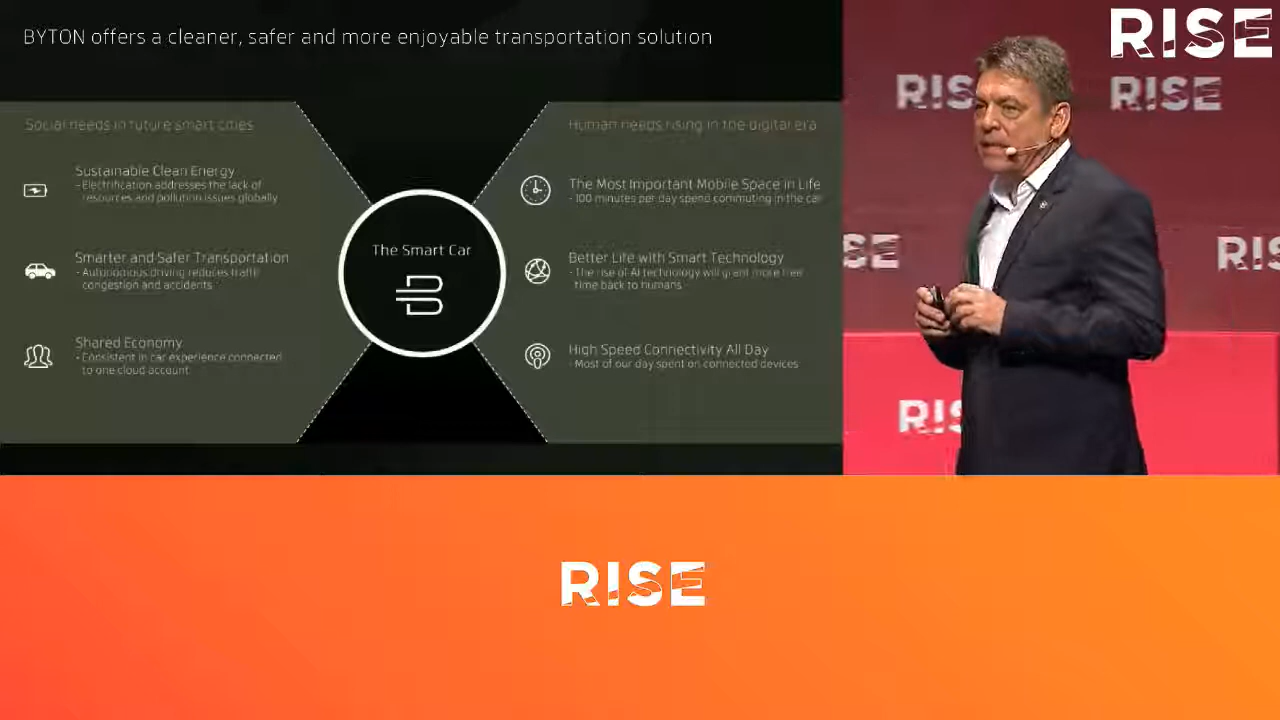 BYTON offers a cleaner, safer and more enjoyable transportation solution
Social needs in future smart cities
Sustainable Clean Energy
- Electrification addresses the lack of
resources and pollution issues globally
Smarter and Safer Transportation
- Autonomous driving reduces traffic
congestion and accidents
Shared Economy
- Consistent in car experience connected
to one cloud account
The Smart Car
Human needs rising in the digital era
The Most Important Mobile Space in Life
- 100 minutes per day spend commuting in the car
Better Life with Smart Technology
- The rise of AI technology will grant more free
time back to humans
High Speed Connectivity All Day
- Most of our day spent on connected devices
RISE
RISE
RISE
RISE